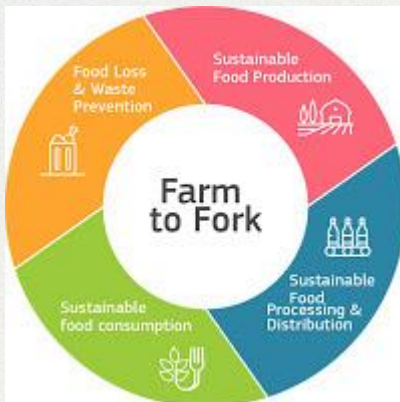 Food Loss
& Waste
Prevention
Sustainable
Food Production
Farm
to Fork
Sustainable
Food
Processing &
Distribution
Sustainable
food consumption